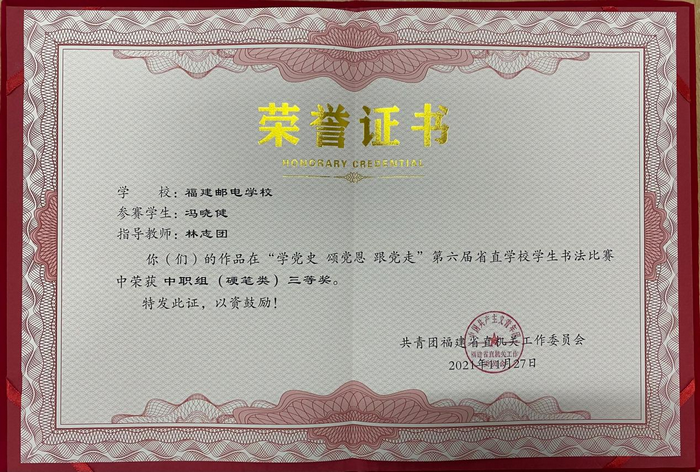 荣誉证书
HONORARY CREDENTIAL
学 校：福建邮电学校
参赛学生：冯晓健
指导教师：林志团
你（们）的作品在“学党史 颂党恩 跟党走”第六届省直学校学生书法比赛
中荣获 中职组（硬笔类）三等奖。
特发此证，以资鼓励！
共青团福建省直机关工作委员会
2021年11月27日